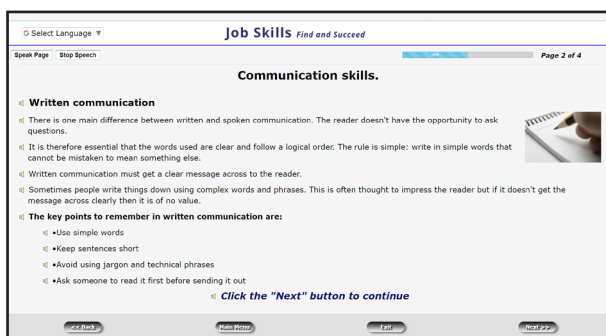 G Select Language ▼
Job Skills Find and Succeed
Speak Page Stop Speech
Page 2 of 4
Communication skills.
Written communication
There is one main difference between written and spoken communication. The reader doesn't have the opportunity to ask
questions.
It is therefore essential that the words used are clear and follow a logical order. The rule is simple: write in simple words that
cannot be mistaken to mean something else.
Written communication must get a clear message across to the reader.
Sometimes people write things down using complex words and phrases. This is often thought to impress the reader but if it doesn't get the
message across clearly then it is of no value.
The key points to remember in written communication are:
•Use simple words
•Keep sentences short
•Avoid using jargon and technical phrases
•Ask someone to read it first before sending it out
Click the "Next" button to continue
<< Back
Main Menu
Exit
Next >>